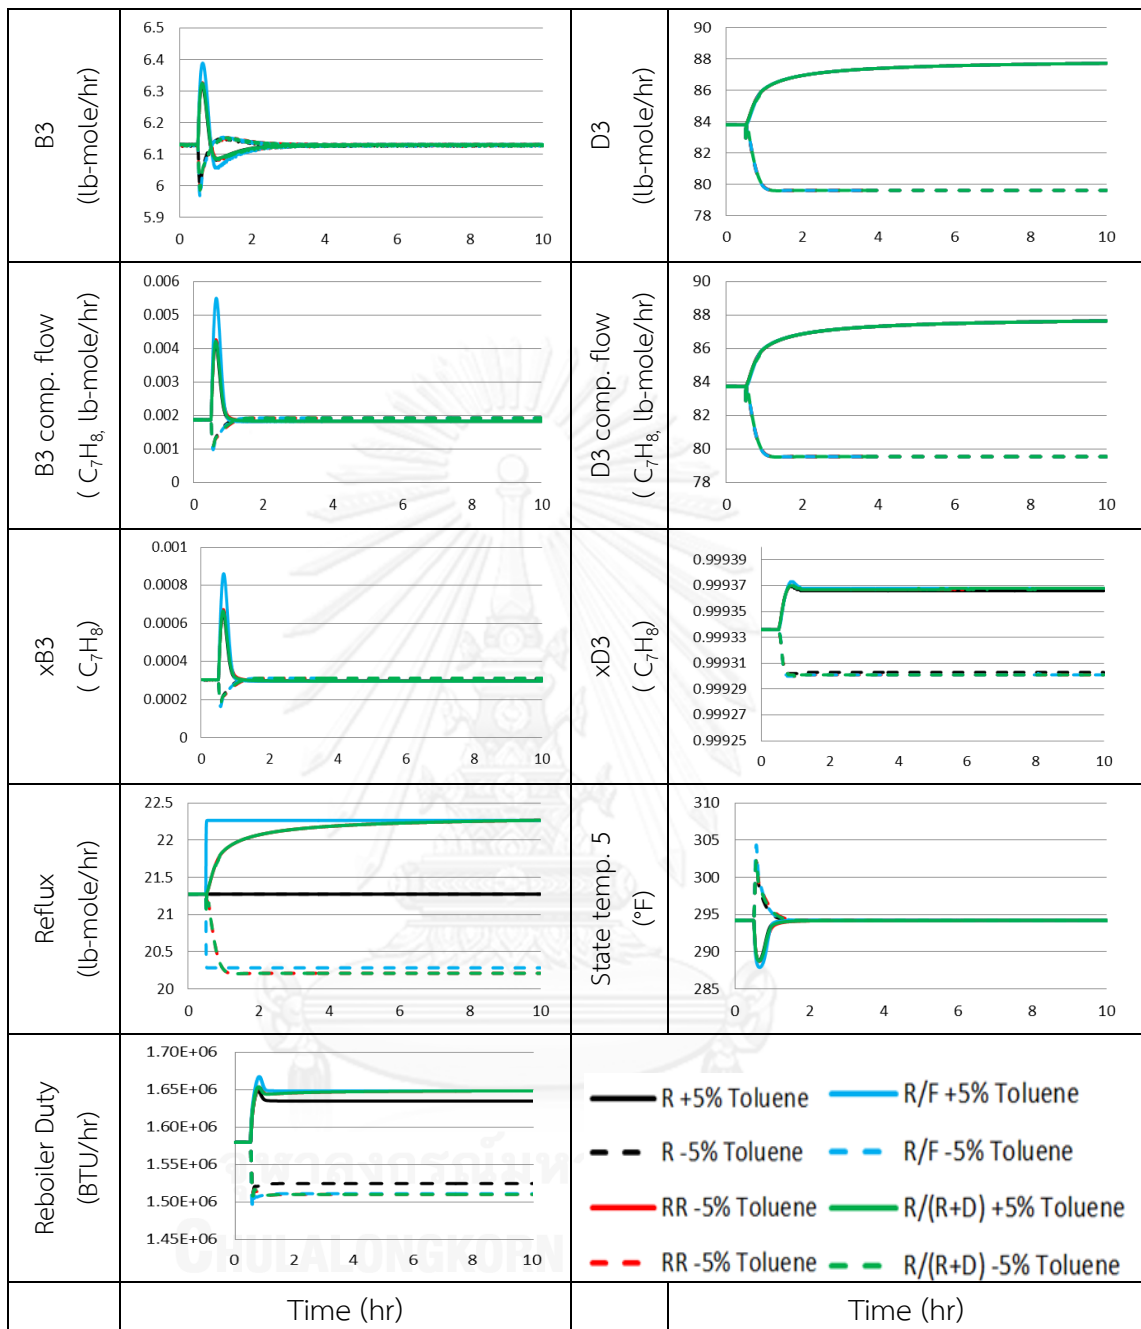 B3
(lb-mole/hr)
6.5
6.4
6.3
6.2
6.1
6
5.9
0 2 4 6 8 10
D3
(lb-mole/hr)
90
88
86
84
82
80
78
0 2 4 6 8 10
B3 comp. flow
( C₇H₈, lb-mole/hr)
0.006
0.005
0.004
0.003
0.002
0.001
0
0 2 4 6 8 10
D3 comp. flow
( C₇H₈, lb-mole/hr)
90
88
86
84
82
80
78
0 2 4 6 8 10
xB3
( C₇H₈)
0.001
0.0008
0.0006
0.0004
0.0002
0
0 2 4 6 8 10
xD3
( C₇H₈)
0.99939
0.99937
0.99935
0.99933
0.99931
0.99929
0.99927
0.99925
0 2 4 6 8 10
Reflux
(lb-mole/hr)
22.5
22
21.5
21
20.5
20
0 2 4 6 8 10
State temp. 5
(°F)
310
305
300
295
290
285
0 2 4 6 8 10
Reboiler Duty
(BTU/hr)
1.70E+06
1.65E+06
1.60E+06
1.55E+06
1.50E+06
1.45E+06
0 2 4 6 8 10
R +5% Toluene
R/F +5% Toluene
R -5% Toluene
R/F -5% Toluene
RR -5% Toluene
R/(R+D) +5% Toluene
RR -5% Toluene
R/(R+D) -5% Toluene
CHULALONGKORN
Time (hr)
Time (hr)